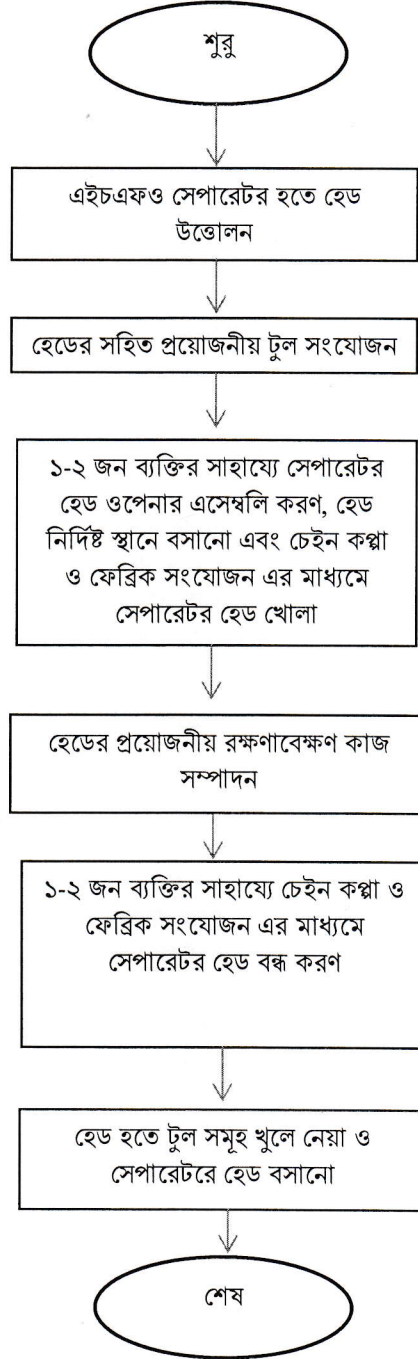 শুরু
এইচএফও সেপারেটর হতে হেড
উত্তোলন
হেডের সহিত প্রয়োজনীয় টুল সংযোজন
১-২ জন ব্যক্তির সাহায্যে সেপারেটর
হেড ওপেনার এসেম্বলি করণ, হেড
নির্দিষ্ট স্থানে বসানো এবং চেইন কপ্পা
ও ফেব্রিক সংযোজন এর মাধ্যমে
সেপারেটর হেড খোলা
হেডের প্রয়োজনীয় রক্ষণাবেক্ষণ কাজ
সম্পাদন
১-২ জন ব্যক্তির সাহায্যে চেইন কপ্পা ও
ফেব্রিক সংযোজন এর মাধ্যমে
সেপারেটর হেড বন্ধ করণ
হেড হতে টুল সমূহ খুলে নেয়া ও
সেপারেটরে হেড বসানো
শেষ